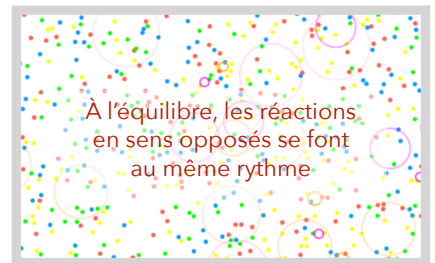 À l'équilibre, les réactions
en sens opposés se font
au même rythme